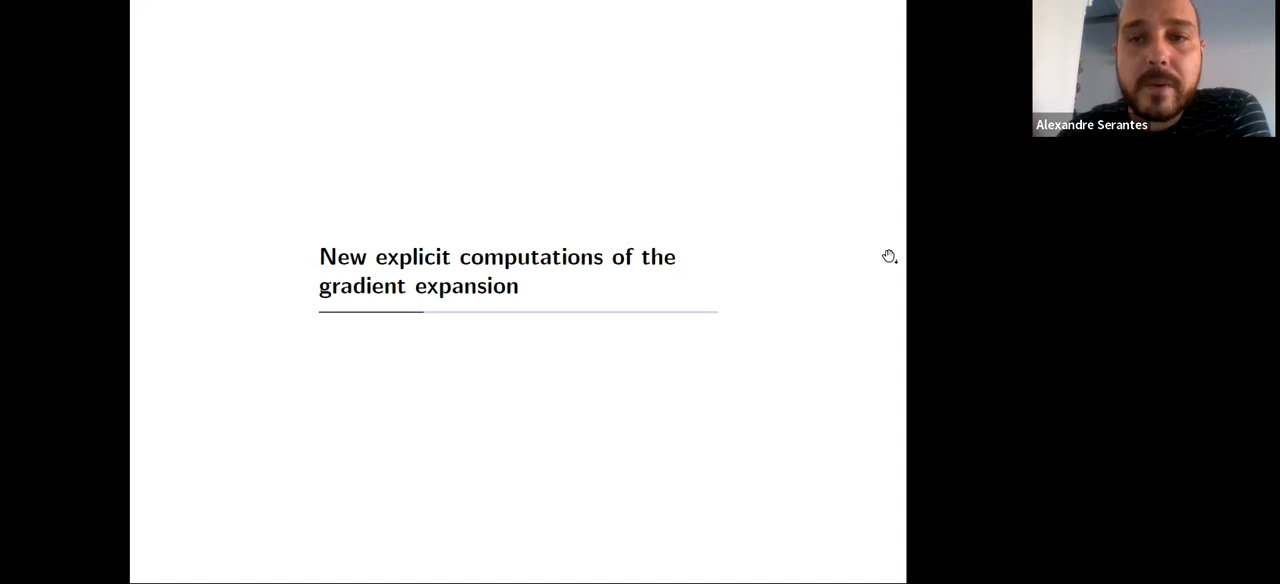 New explicit computations of the
gradient expansion
Alexandre Serantes